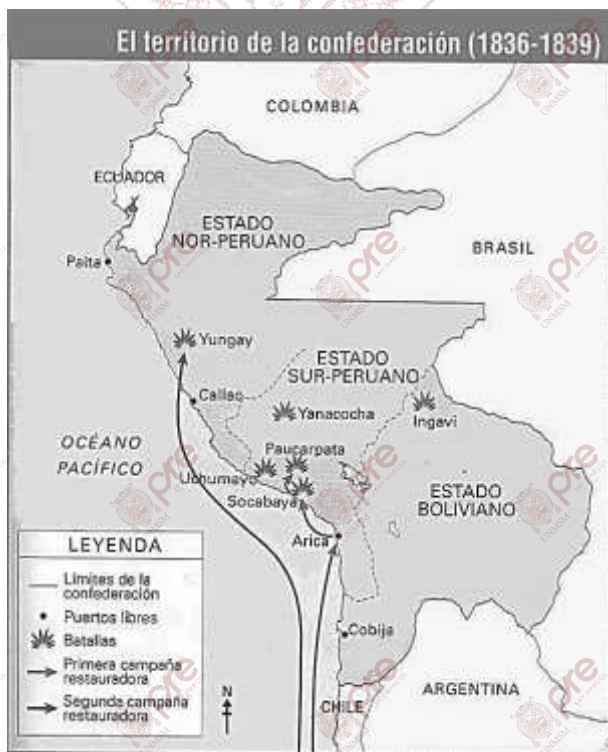 El territorio de la confederación (1836-1839)
COLOMBIA
ECUADOR
ESTADO
NOR-PERUANO
BRASIL
Paita
Yungay
ESTADO
SUR-PERUANO
Callao
Yanacocha
Ingavi
OCÉANO
PACÍFICO
Paucarpata
Uchumayo
Socabaya
ESTADO
BOLIVIANO
Arica
LEYENDA
Límites de la
confederación
Puertos libres
Batallas
Primera campaña
restauradora
Segunda campaña
restauradora
N
Cobija
CHILE
ARGENTINA
pre
UNMSM